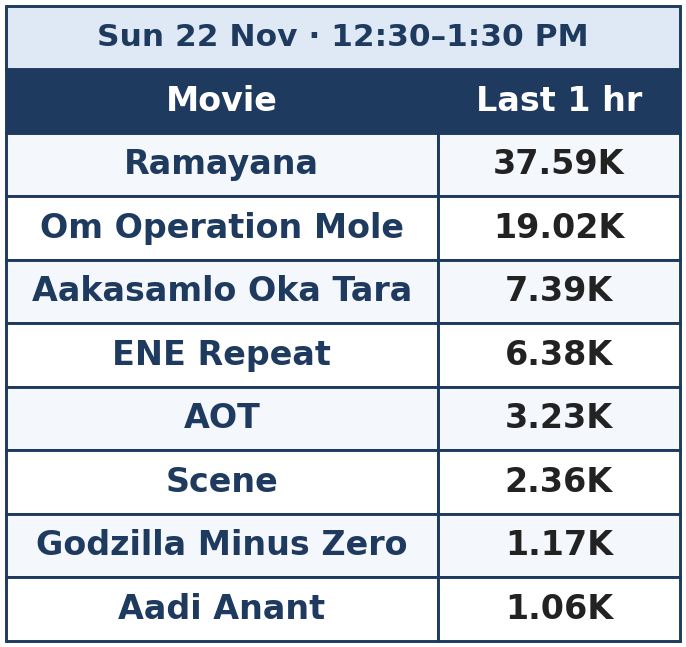 Sun 22 Nov · 12:30–1:30 PM
Movie Last 1 hr
Ramayana 37.59K
Om Operation Mole 19.02K
Aakasamlo Oka Tara 7.39K
ENE Repeat 6.38K
AOT 3.23K
Scene 2.36K
Godzilla Minus Zero 1.17K
Aadi Anant 1.06K